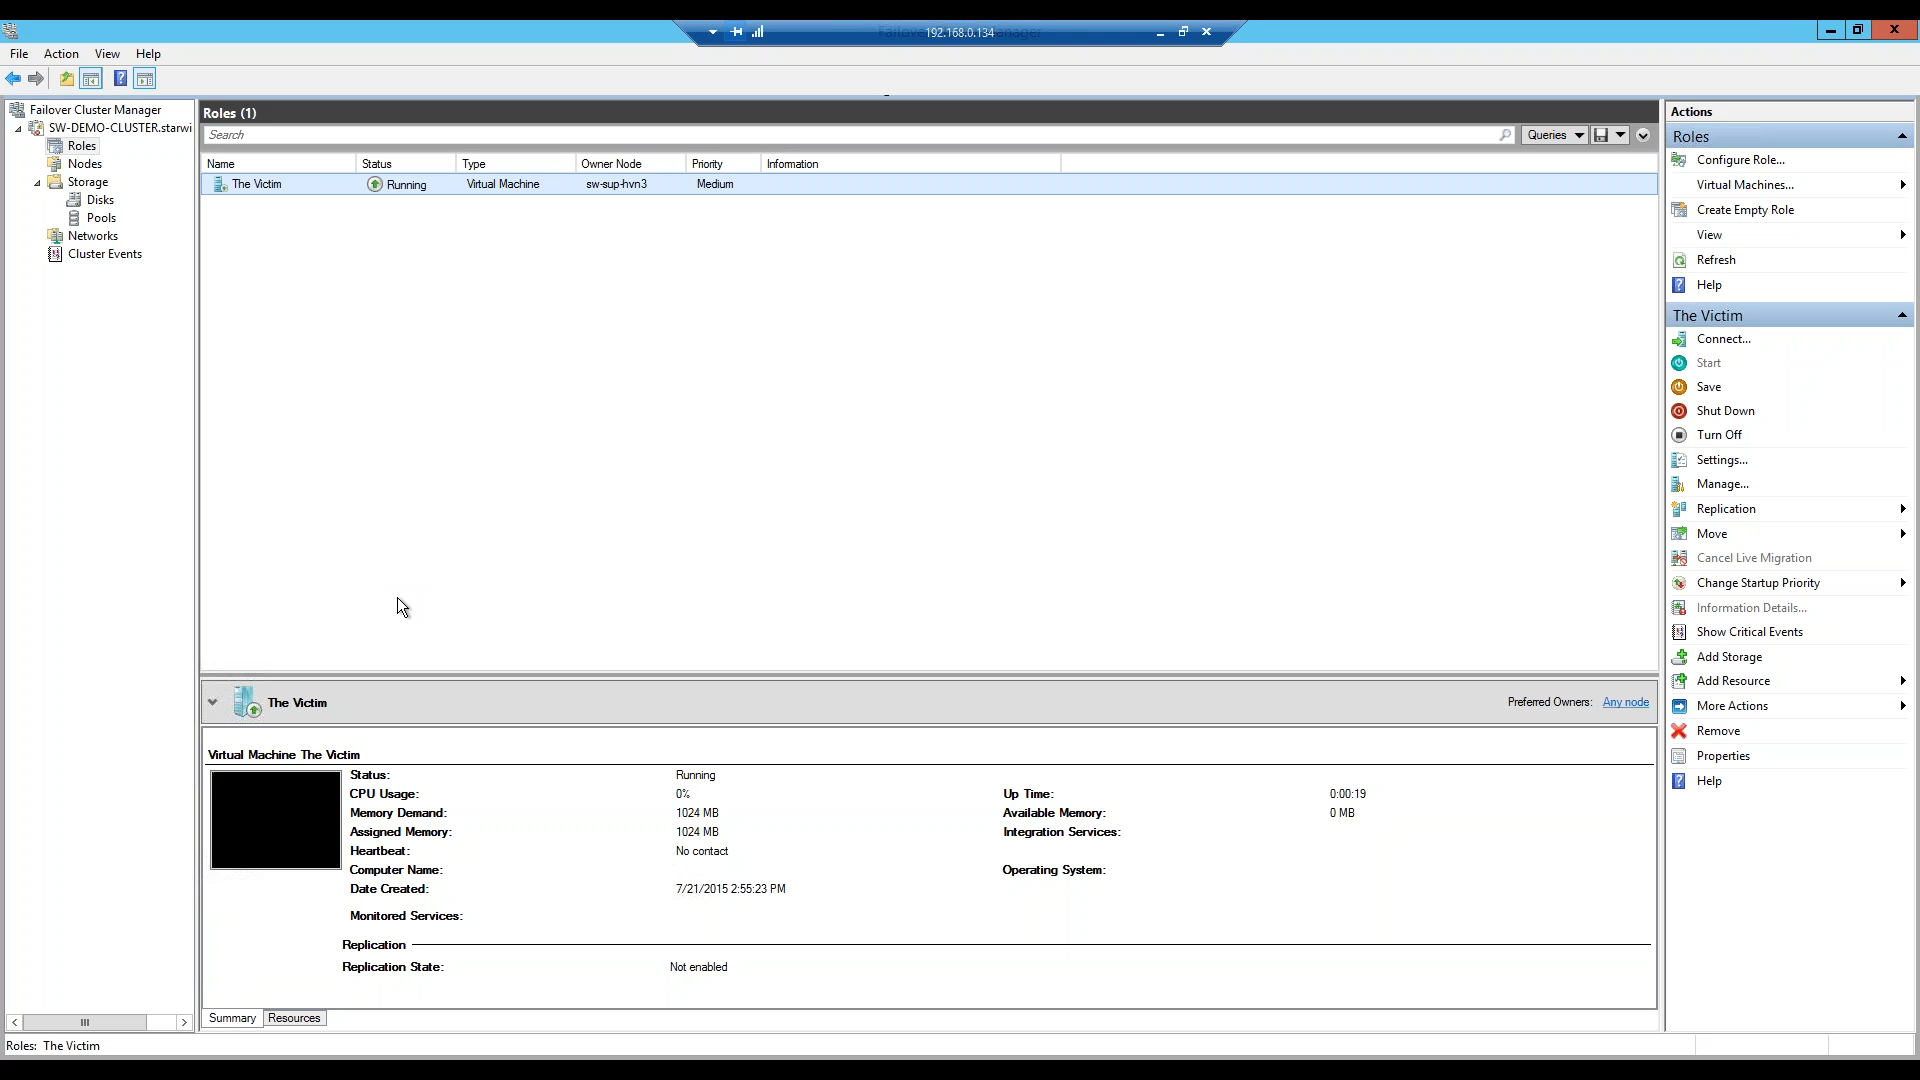 192.168.0.134
File Action View Help
Failover Cluster Manager
SW-DEMO-CLUSTER.starwi
Roles
Nodes
Storage
Disks
Pools
Networks
Cluster Events
Roles (1)
Search
Queries
Name Status Type Owner Node Priority Information
The Victim Running Virtual Machine sw-sup-hvn3 Medium
The Victim
Preferred Owners: Any node
Virtual Machine The Victim
Status: Running
CPU Usage: 0% Up Time: 0:00:19
Memory Demand: 1024 MB Available Memory: 0 MB
Assigned Memory: 1024 MB Integration Services:
Heartbeat: No contact
Computer Name: Operating System:
Date Created: 7/21/2015 2:55:23 PM
Monitored Services:
Replication
Replication State: Not enabled
Summary Resources
Actions
Roles
Configure Role...
Virtual Machines...
Create Empty Role
View
Refresh
Help
The Victim
Connect...
Start
Save
Shut Down
Turn Off
Settings...
Manage...
Replication
Move
Cancel Live Migration
Change Startup Priority
Information Details...
Show Critical Events
Add Storage
Add Resource
More Actions
Remove
Properties
Help
Roles: The Victim